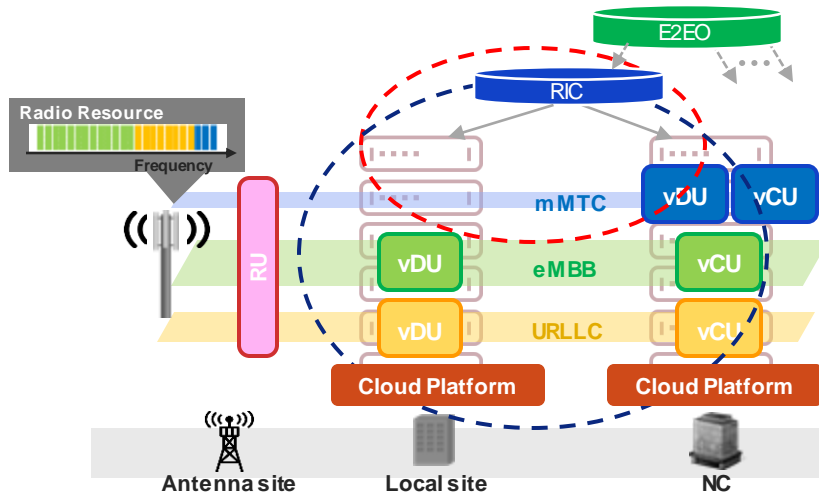 E2EO
RIC
Radio Resource
Frequency
mMTC
vDU
vCU
RU
vDU
eMBB
vCU
vDU
URLLC
vCU
Cloud Platform
Cloud Platform
Antenna site
Local site
NC